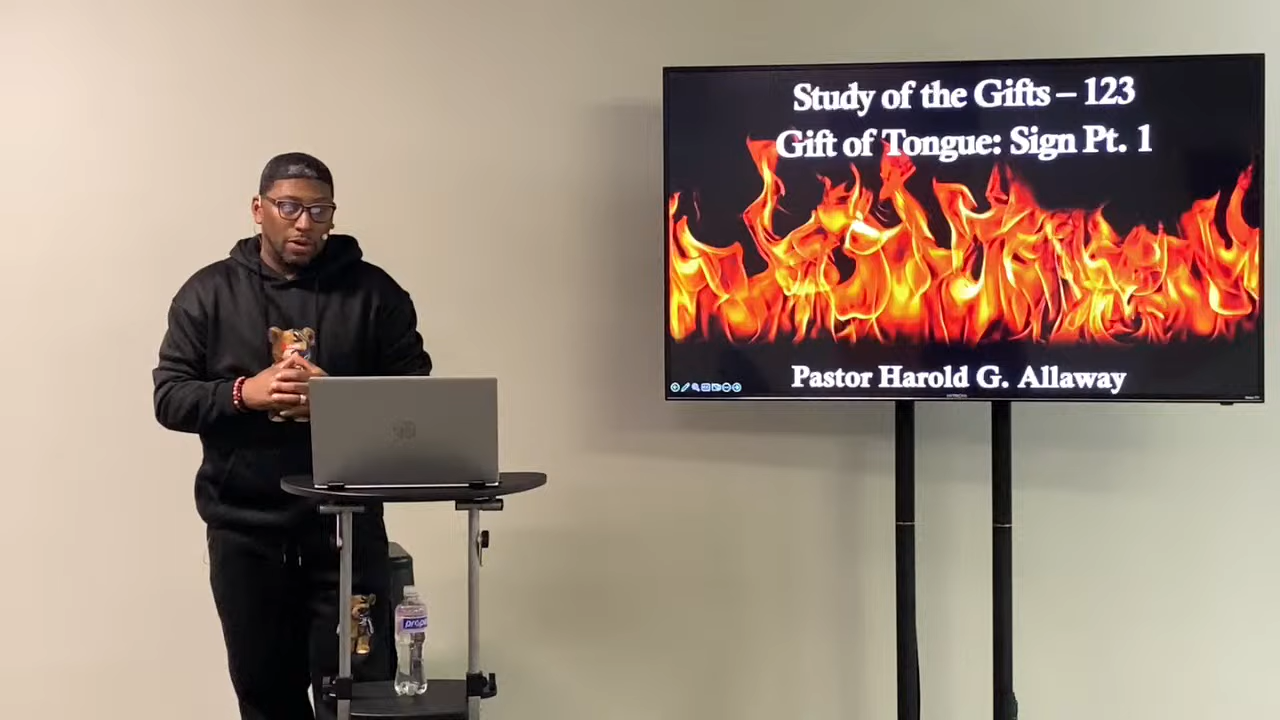 Study of the Gifts – 123
Gift of Tongue: Sign Pt. 1
Pastor Harold G. Allaway